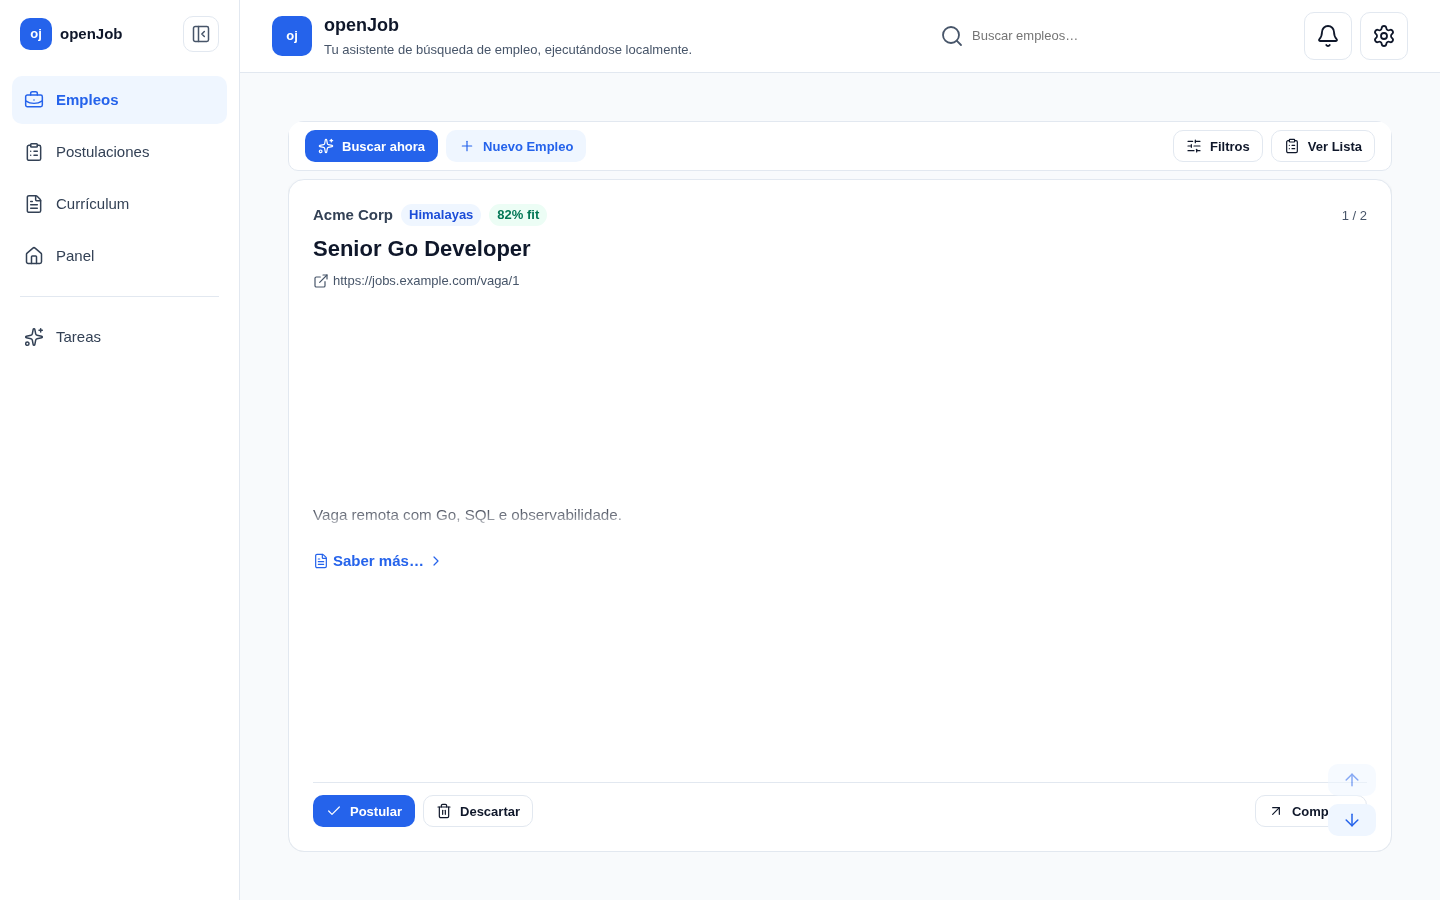 oj openJob
Empleos
Postulaciones
Currículum
Panel
Tareas
oj
openJob
Tu asistente de búsqueda de empleo, ejecutándose localmente.
Buscar empleos…
Buscar ahora
Nuevo Empleo
Filtros
Ver Lista
Acme Corp Himalayas 82% fit
1 / 2
Senior Go Developer
https://jobs.example.com/vaga/1
Vaga remota com Go, SQL e observabilidade.
Saber más…
Postular
Descartar